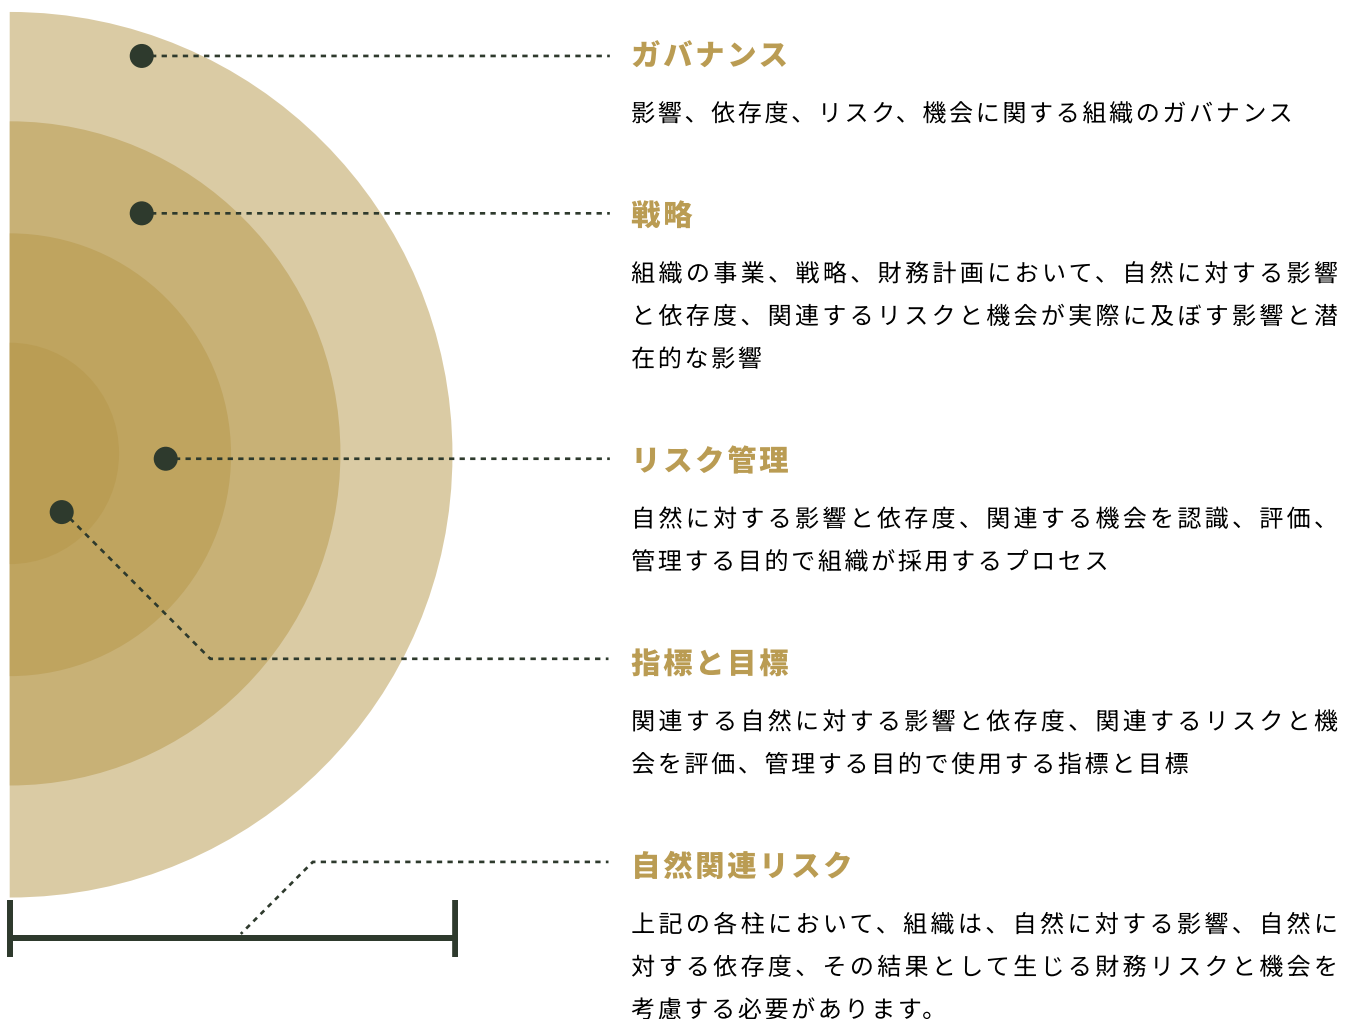 ガバナンス
影響、依存度、リスク、機会に関する組織のガバナンス
戦略
組織の事業、戦略、財務計画において、自然に対する影響
と依存度、関連するリスクと機会が実際に及ぼす影響と潜
在的な影響
リスク管理
自然に対する影響と依存度、関連する機会を認識、評価、
管理する目的で組織が採用するプロセス
指標と目標
関連する自然に対する影響と依存度、関連するリスクと機
会を評価、管理する目的で使用する指標と目標
自然関連リスク
上記の各柱において、組織は、自然に対する影響、自然に
対する依存度、その結果として生じる財務リスクと機会を
考慮する必要があります。